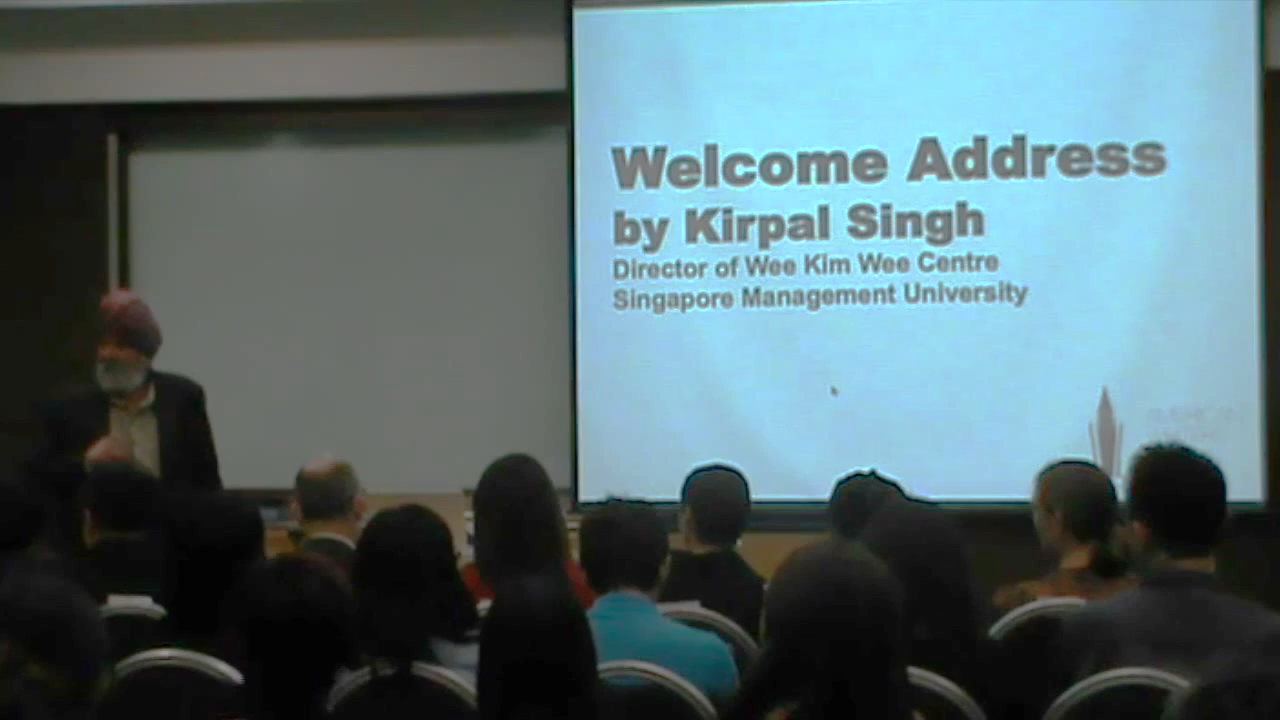 Welcome Address
by Kirpal Singh
Director of Wee Kim Wee Centre
Singapore Management University